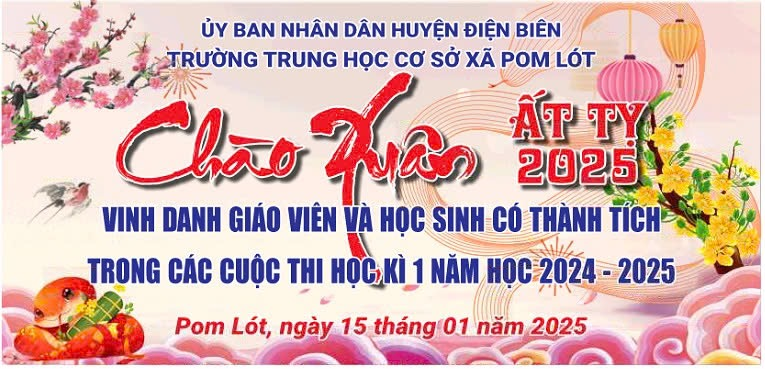 ỦY BAN NHÂN DÂN HUYỆN ĐIỆN BIÊN
TRƯỜNG TRUNG HỌC CƠ SỞ XÃ POM LÓT
Chào Xuân ẤT TỴ 2025
VINH DANH GIÁO VIÊN VÀ HỌC SINH CÓ THÀNH TÍCH
TRONG CÁC CUỘC THI HỌC KÌ 1 NĂM HỌC 2024 - 2025
Pom Lót, ngày 15 tháng 01 năm 2025